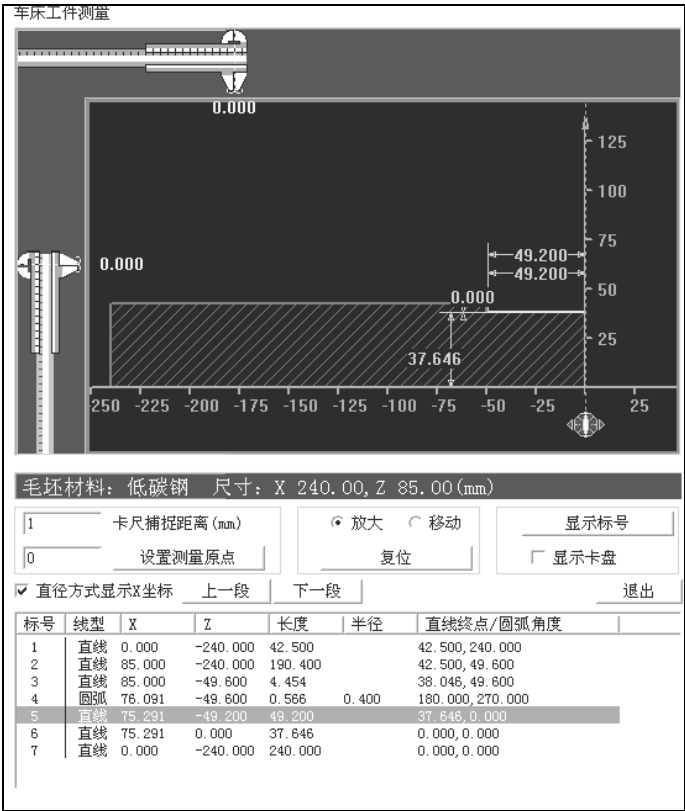 车床工件测量
0.000
125
100
75
0.000
49.200
49.200
50
0.000
25
37.646
250 -225 -200 -175 -150 -125 -100 -75 -50 -25 25
毛坯材料: 低碳钢 尺寸: X 240.00, Z 85.00(mm)
1 卡尺捕捉距离(mm) 放大 移动 显示标号
0 设置测量原点 复位 显示卡盘
直径方式显示X坐标 上一段 下一段 退出
标号 线型 X Z 长度 半径 直线终点/圆弧角度
1 直线 0.000 -240.000 42.500 42.500, 240.000
2 直线 85.000 -240.000 190.400 42.500, 49.600
3 直线 85.000 -49.600 4.454 38.046, 49.600
4 圆弧 76.091 -49.600 0.566 0.400 180.000, 270.000
5 直线 75.291 -49.200 49.200 37.646, 0.000
6 直线 75.291 0.000 37.646 0.000, 0.000
7 直线 0.000 -240.000 240.000 0.000, 0.000